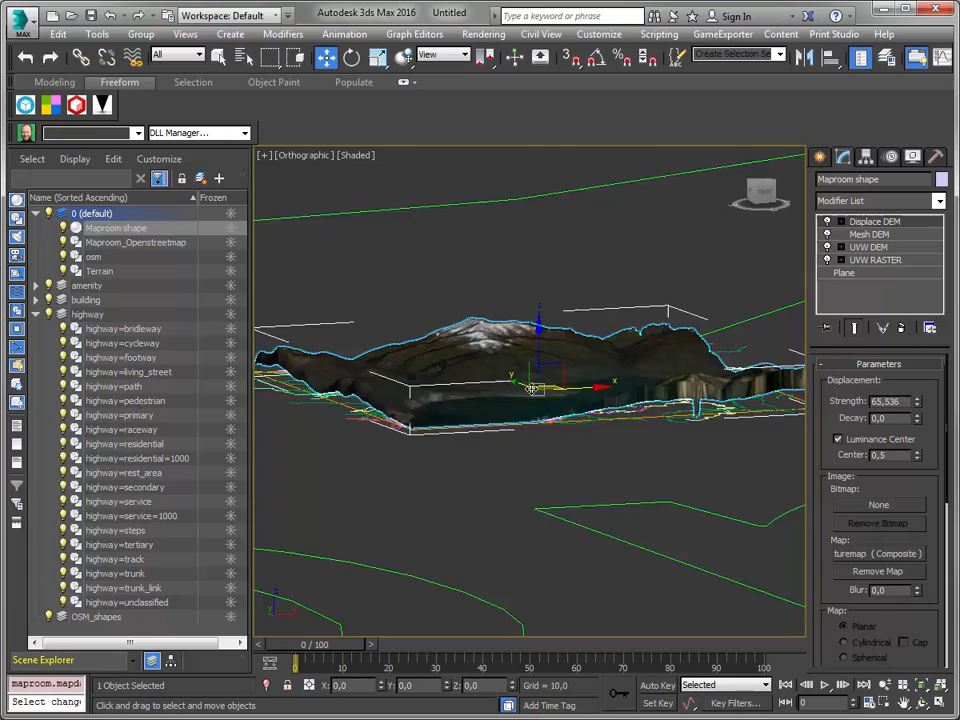 Workspace: Default
Autodesk 3ds Max 2016
Untitled
Type a keyword or phrase
Sign In
MAX
Edit
Tools
Group
Views
Create
Modifiers
Animation
Graph Editors
Rendering
Civil View
Customize
Scripting
GameExporter
Content
Print Studio
Help
All
View
Create Selection Se
Modeling
Freeform
Selection
Object Paint
Populate
DLL Manager...
Select
Display
Edit
Customize
Name (Sorted Ascending)
Frozen
0 (default)
Maproom shape
Maproom_Openstreetmap
osm
Terrain
amenity
building
highway
highway=bridleway
highway=cycleway
highway=footway
highway=living_street
highway=path
highway=pedestrian
highway=primary
highway=raceway
highway=residential
highway=residential=1000
highway=rest_area
highway=secondary
highway=service
highway=service=1000
highway=steps
highway=tertiary
highway=track
highway=trunk
highway=trunk_link
highway=unclassified
OSM_shapes
Scene Explorer
[+] [Orthographic] [Shaded]
z
y
x
Maproom shape
Modifier List
Displace DEM
Mesh DEM
UVW DEM
UVW RASTER
Plane
Parameters
Displacement:
Strength: 65,536
Decay: 0,0
Luminance Center
Center: 0,5
Image:
Bitmap:
None
Remove Bitmap
Map:
turemap ( Composite )
Remove Map
Blur: 0,0
Map:
Planar
Cylindrical
Cap
Spherical
0 / 100
0 10 20 30 40 50 60 70 80 90 100
maproom.mapd
Select chang
1 Object Selected
X: 0,0
Y: 0,0
Z: 0,0
Grid = 10,0
Auto Key
Selected
Click and drag to select and move objects
Add Time Tag
Set Key
Key Filters...
0